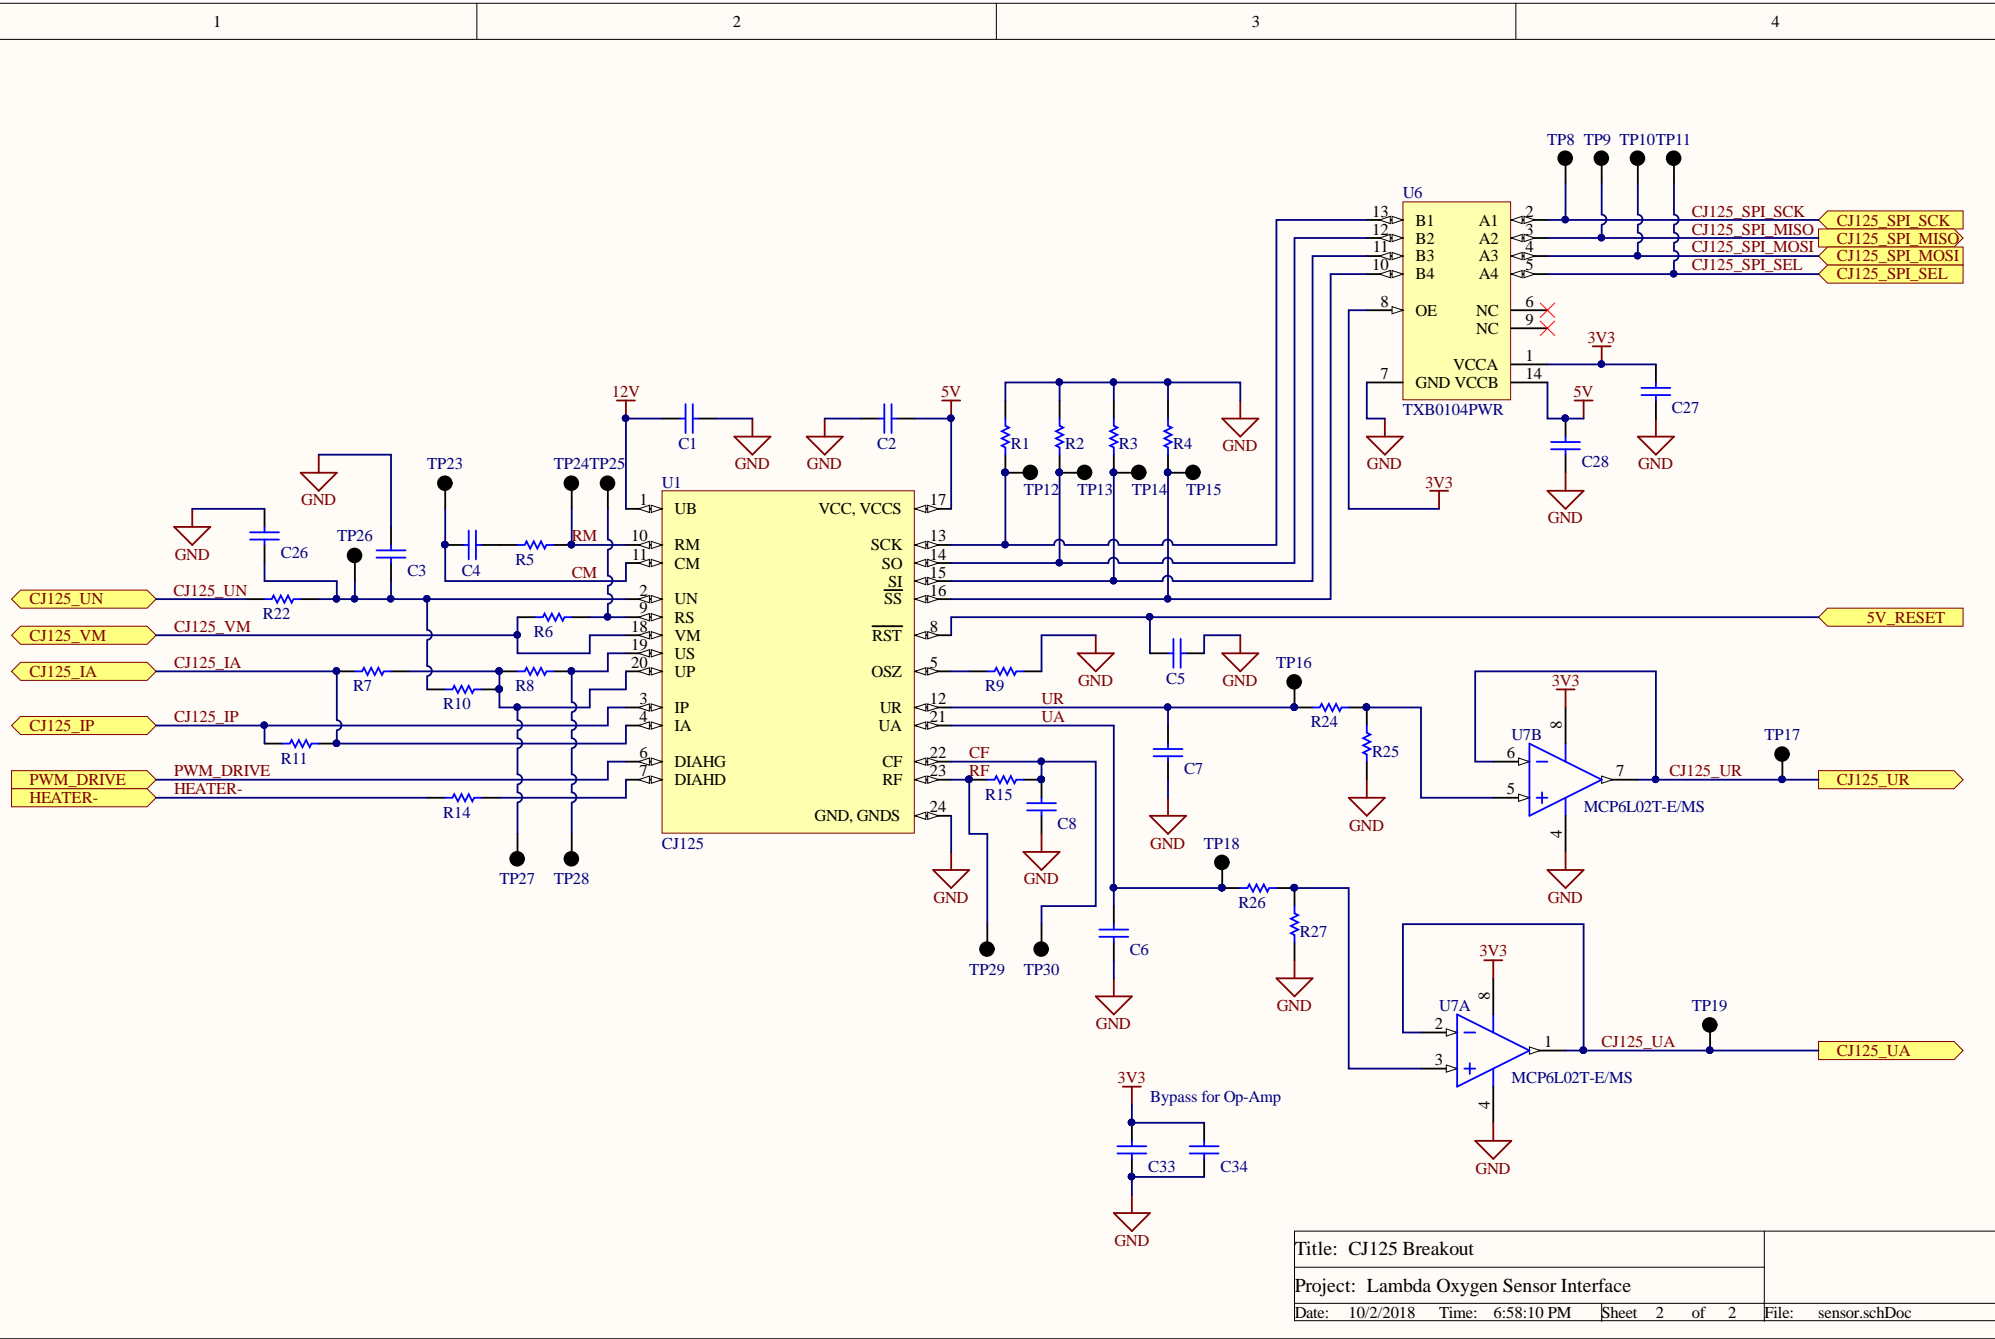 1 2 3 4
TP8 TP9 TP10 TP11
U6
13 B1 A1 2 CJ125_SPI_SCK CJ125_SPI_SCK
12 B2 A2 3 CJ125_SPI_MISO CJ125_SPI_MISO
11 B3 A3 4 CJ125_SPI_MOSI CJ125_SPI_MOSI
10 B4 A4 5 CJ125_SPI_SEL CJ125_SPI_SEL
8 OE NC 6
NC 9
3V3
VCCA 1
7 GND VCCB 14
5V
C27
TXB0104PWR
GND
C28
GND
GND
3V3
12V
C1
GND
5V
C2
GND
R1 R2 R3 R4
GND
TP12 TP13 TP14 TP15
GND
TP23
TP24 TP25
U1
1 UB VCC, VCCS 17
GND
C26
TP26
C3
C4
R5
RM
10 RM SCK 13
CM
11 CM SO 14
SI 15
CJ125_UN CJ125_UN
R22
2 UN SS 16
R6
9 RS
CJ125_VM CJ125_VM
18 VM RST 8
5V_RESET
19 US
CJ125_IA CJ125_IA
R7
R8
20 UP OSZ 5
R9
GND
C5
GND
TP16
R10
3 IP UR 12
UR
CJ125_IP CJ125_IP
4 IA UA 21
UA
R24
R25
GND
R11
PWM_DRIVE PWM_DRIVE
6 DIAHG CF 22
CF
HEATER- HEATER-
7 DIAHD RF 23
RF
R15
R14
GND, GNDS 24
C8
GND
GND
C7
GND
CJ125
TP27 TP28
3V3
8
U7B
6
5
7
4
CJ125_UR
MCP6L02T-E/MS
TP17
CJ125_UR
GND
TP18
R26
R27
GND
TP29 TP30
C6
GND
3V3
8
U7A
2
3
1
4
CJ125_UA
MCP6L02T-E/MS
TP19
CJ125_UA
GND
3V3
Bypass for Op-Amp
C33 C34
GND
Title: CJ125 Breakout
Project: Lambda Oxygen Sensor Interface
Date: 10/2/2018 Time: 6:58:10 PM Sheet 2 of 2 File: sensor.schDoc